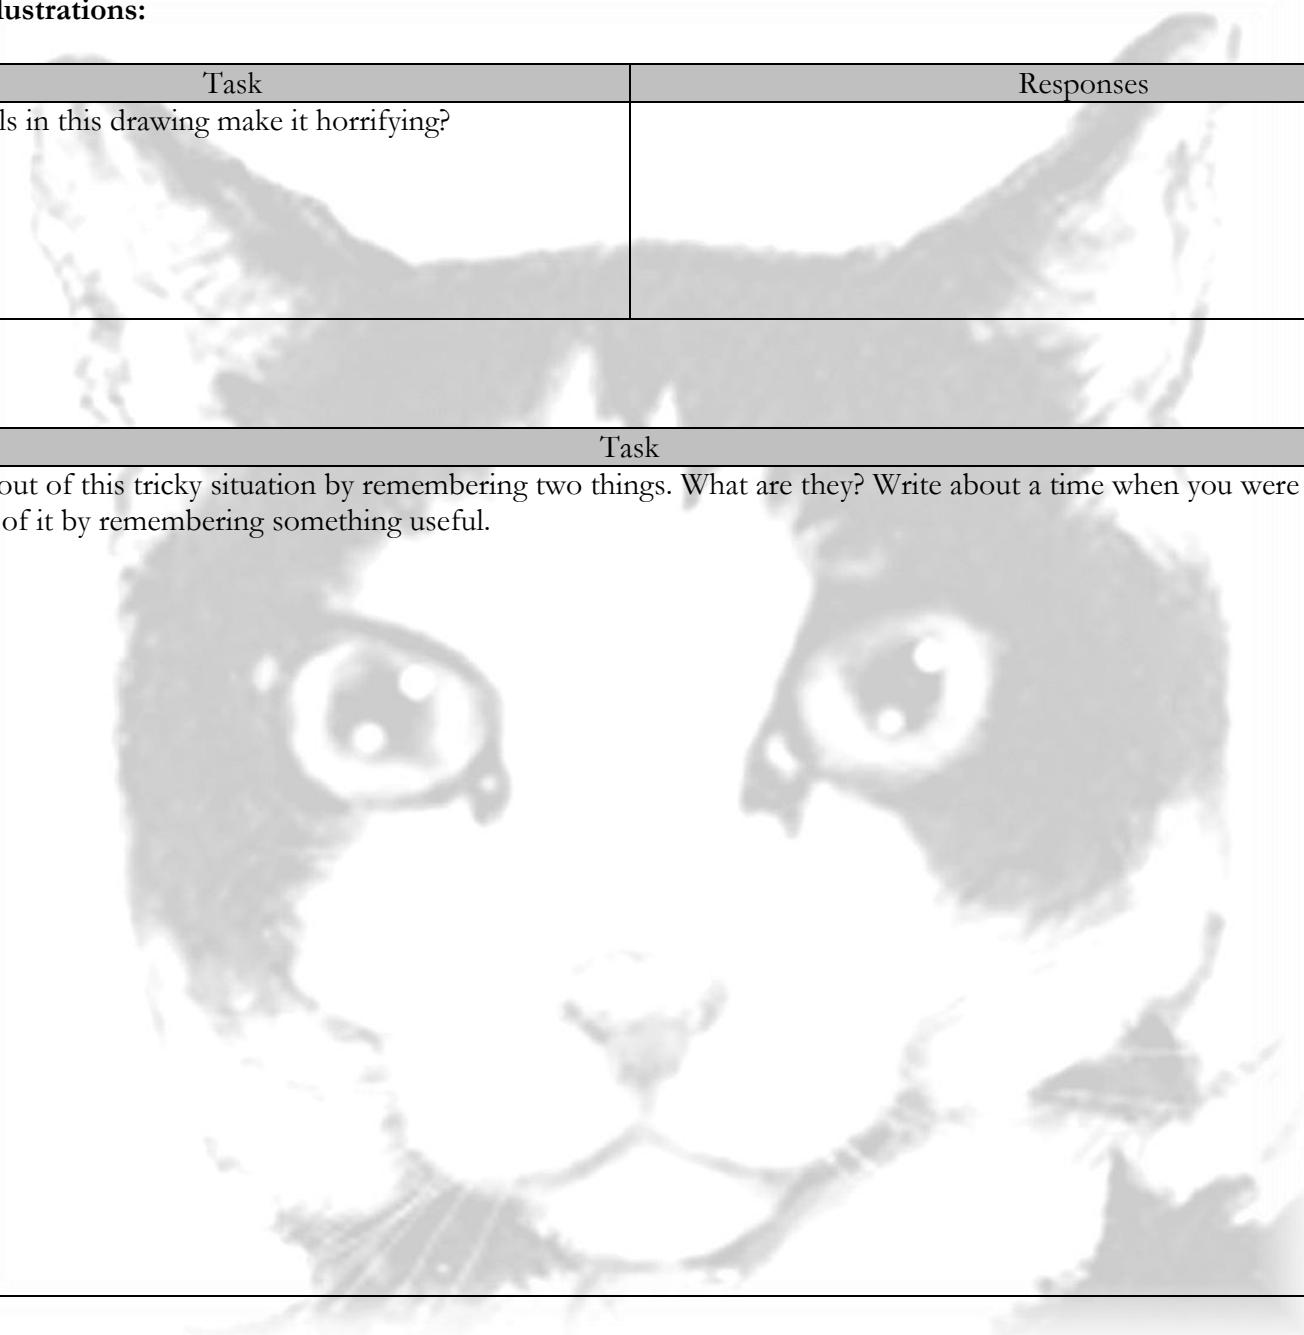 lustrations:
Task Responses
ls in this drawing make it horrifying?
Task
out of this tricky situation by remembering two things. What are they? Write about a time when you were
of it by remembering something useful.